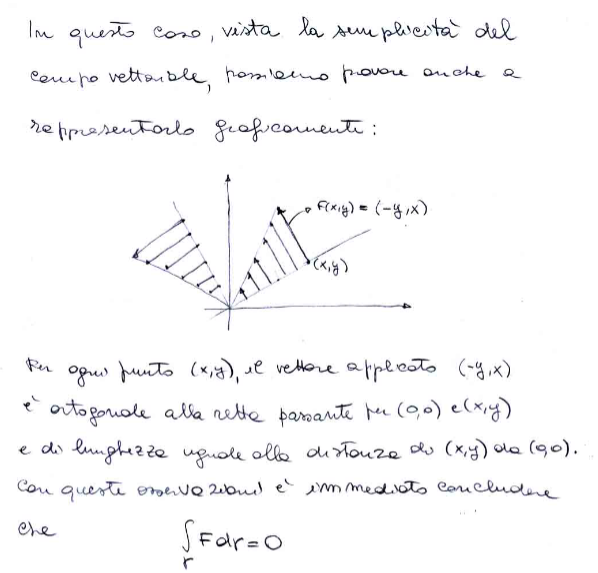 In questo caso, vista la semplicità del
campo vettoriale, possiamo provare anche a
rappresentarlo graficamente:
F(x,y) = (-y,x)
(x,y)
Per ogni punto (x,y), il vettore applicato (-y,x)
è ortogonale alla retta passante per (0,0) e (x,y)
e di lunghezza uguale alla distanza di (x,y) da (0,0).
Con queste osservazioni è immediato concludere
che ∫ F dr = 0
r